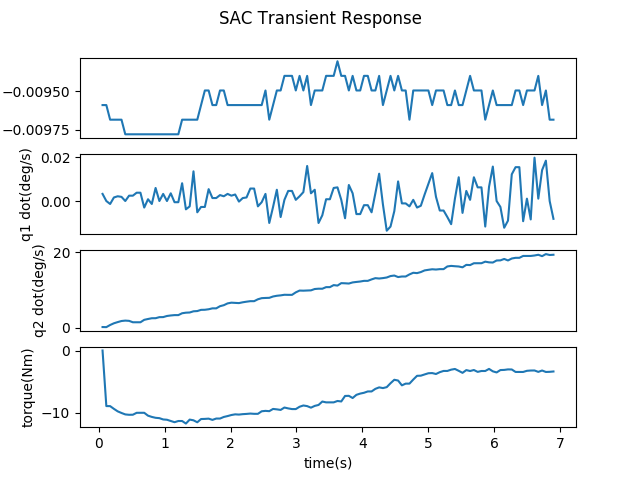 SAC Transient Response
−0.00950
−0.00975
0.02
0.00
q1 dot(deg/s)
20
0
q2 dot(deg/s)
0
−10
torque(Nm)
0 1 2 3 4 5 6 7
time(s)